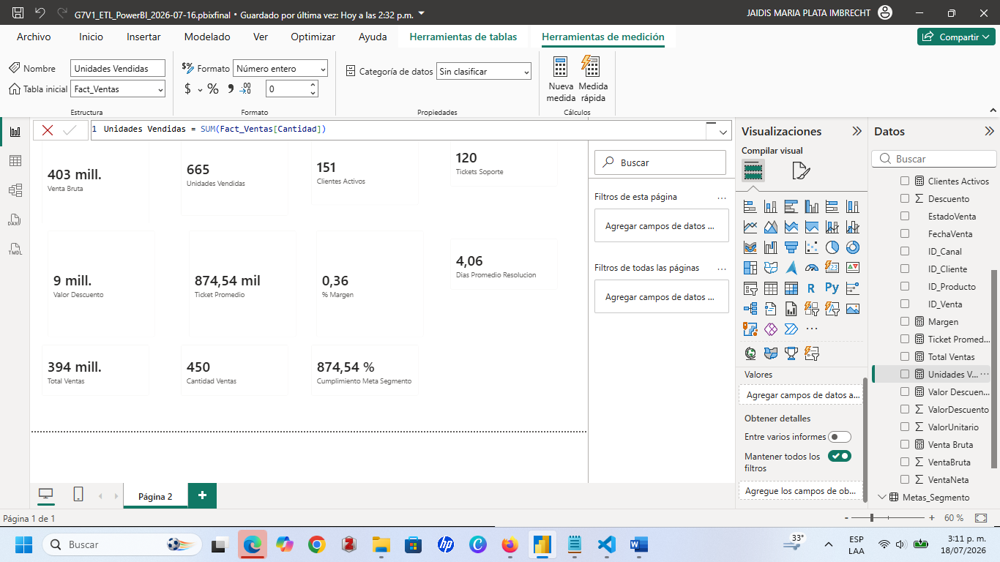 G7V1_ETL_PowerBI_2026-07-16.pbixfinal • Guardado por última vez: Hoy a las 2:32 p.m.
JAIDIS MARIA PLATA IMBRECHT
Archivo Inicio Insertar Modelado Ver Optimizar Ayuda Herramientas de tablas Herramientas de medición
Compartir
Nombre Unidades Vendidas
Formato Número entero
Categoría de datos Sin clasificar
Tabla inicial Fact_Ventas
$ % 0
Nueva medida
Medida rápida
Estructura Formato Propiedades Cálculos
1 Unidades Vendidas = SUM(Fact_Ventas[Cantidad])
403 mill.
Venta Bruta
665
Unidades Vendidas
151
Clientes Activos
120
Tickets Soporte
9 mill.
Valor Descuento
874,54 mil
Ticket Promedio
0,36
% Margen
4,06
Dias Promedio Resolucion
394 mill.
Total Ventas
450
Cantidad Ventas
874,54 %
Cumplimiento Meta Segmento
DAX
TMDL
Buscar
Filtros de esta página ...
Agregar campos de datos ...
Filtros de todas las páginas ...
Agregar campos de datos ...
Visualizaciones
Compilar visual
R Py
123
...
Valores
Agregar campos de datos a...
Obtener detalles
Entre varios informes
Mantener todos los
filtros
Agregue los campos de ob...
Datos
Buscar
Clientes Activos
Descuento
EstadoVenta
FechaVenta
ID_Canal
ID_Cliente
ID_Producto
ID_Venta
Margen
Ticket Promed...
Total Ventas
Unidades V... ...
Valor Descuen...
ValorDescuento
ValorUnitario
Venta Bruta
VentaBruta
VentaNeta
Metas_Segmento
Página 2
+
Página 1 de 1
- + 60 %
Buscar
hp
33°
ESP
LAA
3:11 p. m.
18/07/2026